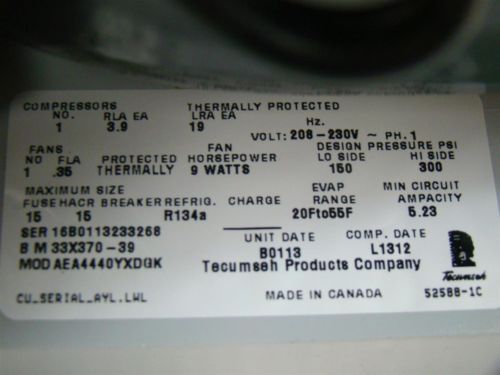 COMPRESSORS THERMALLY PROTECTED
NO. RLA EA LRA EA Hz.
1 3.9 19 VOLT: 208-230V ~ PH. 1
FANS FAN DESIGN PRESSURE PSI
NO FLA PROTECTED HORSEPOWER LO SIDE HI SIDE
1 .35 THERMALLY 9 WATTS 150 300
MAXIMUM SIZE EVAP MIN CIRCUIT
FUSE HACR BREAKER REFRIG. CHARGE RANGE AMPACITY
15 15 R134a 20Fto55F 5.23
SER 16B0113233268 UNIT DATE COMP. DATE
B M 33X370-39 B0113 L1312
MOD AEA4440YXDGK Tecumseh Products Company
Tecumseh
CU_SERIAL_AYL.LWL MADE IN CANADA 52588-1C